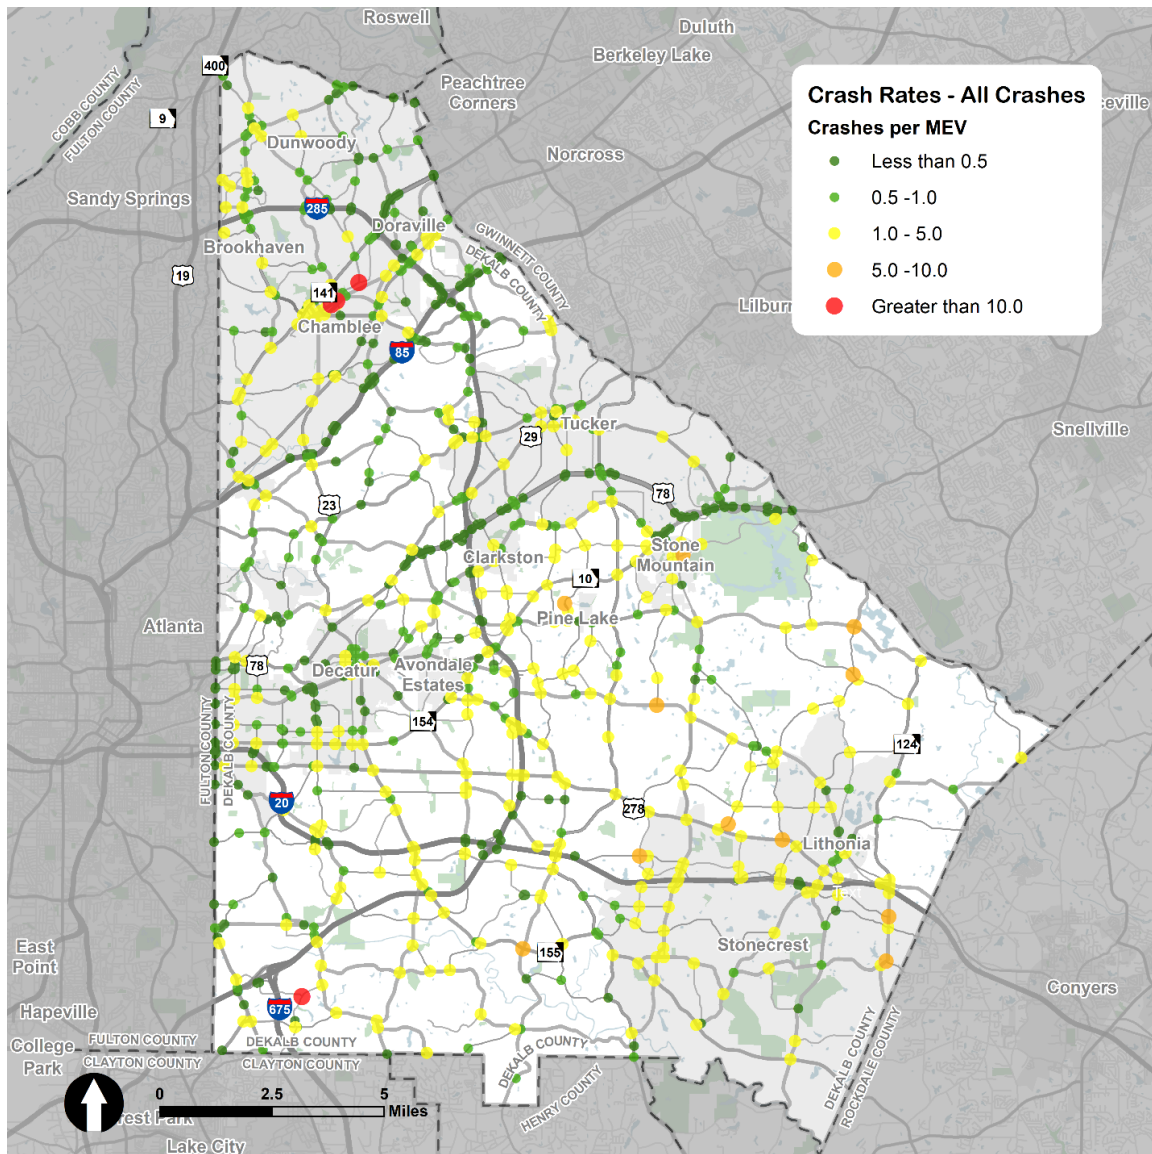 Roswell
Duluth
Berkeley Lake
400
Peachtree
Corners
COBB COUNTY
FULTON COUNTY
9
Crash Rates - All Crashes
Crashes per MEV
Less than 0.5
0.5 -1.0
1.0 - 5.0
5.0 -10.0
Greater than 10.0
ceville
Dunwoody
Norcross
Sandy Springs
285
Doraville
Brookhaven
GWINNETT COUNTY
DEKALB COUNTY
19
141
Lilburn
Chamblee
85
Tucker
29
Snellville
78
23
Clarkston
Stone
Mountain
10
Pine Lake
Atlanta
78
Decatur
Avondale
Estates
154
124
FULTON COUNTY
DEKALB COUNTY
20
278
Lithonia
East
Point
155
Stonecrest
Conyers
675
Hapeville
FULTON COUNTY
DEKALB COUNTY
College
Park
CLAYTON COUNTY
CLAYTON COUNTY
DEKALB COUNTY
HENRY COUNTY
DEKALB COUNTY
ROCKDALE COUNTY
0
2.5
5
Miles
rest Park
Lake City